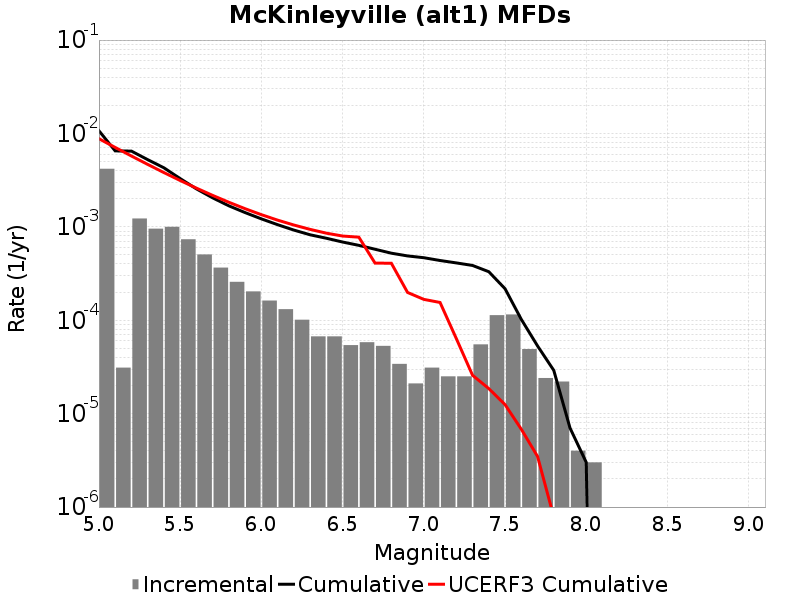 McKinleyville (alt1) MFDs
10-1
10-2
10-3
10-4
10-5
10-6
Rate (1/yr)
5.0 5.5 6.0 6.5 7.0 7.5 8.0 8.5 9.0
Magnitude
Incremental Cumulative UCERF3 Cumulative